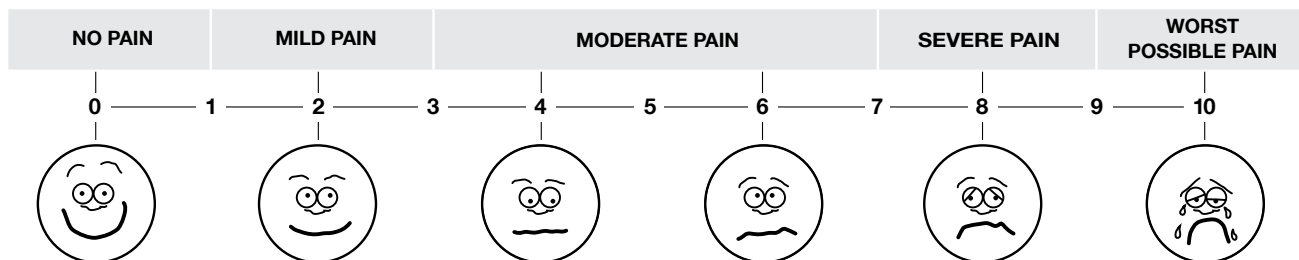 NO PAIN MILD PAIN MODERATE PAIN SEVERE PAIN WORST
POSSIBLE PAIN
0 1 2 3 4 5 6 7 8 9 10